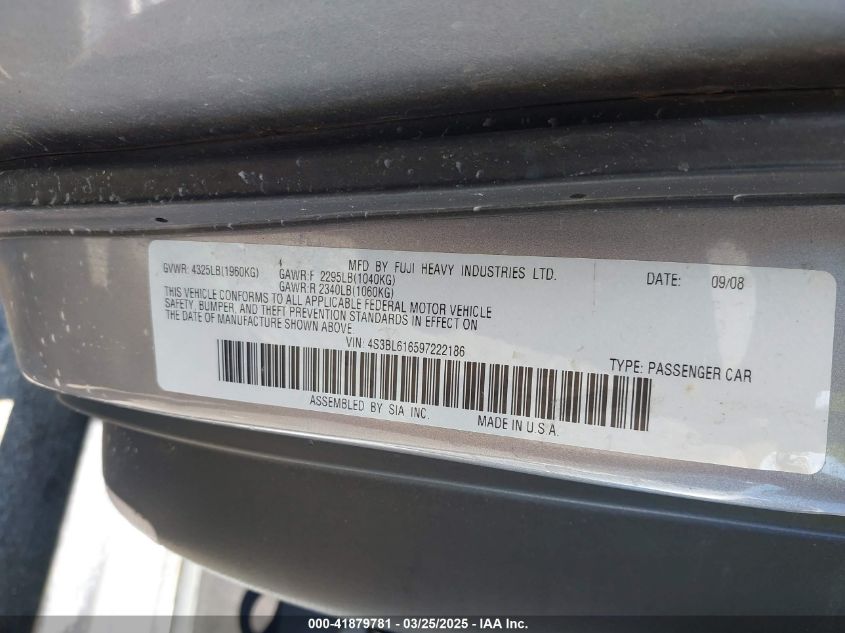 MFD BY FUJI HEAVY INDUSTRIES LTD. DATE: 09/08
GVWR: 4325LB(1960KG) GAWR:F 2295LB(1040KG)
GAWR:R 2340LB(1060KG)
THIS VEHICLE CONFORMS TO ALL APPLICABLE FEDERAL MOTOR VEHICLE
SAFETY, BUMPER, AND THEFT PREVENTION STANDARDS IN EFFECT ON
THE DATE OF MANUFACTURE SHOWN ABOVE.
VIN: 4S3BL616597222186 TYPE: PASSENGER CAR
ASSEMBLED BY SIA INC. MADE IN U.S.A.
000-41879781 - 03/25/2025 - IAA Inc.